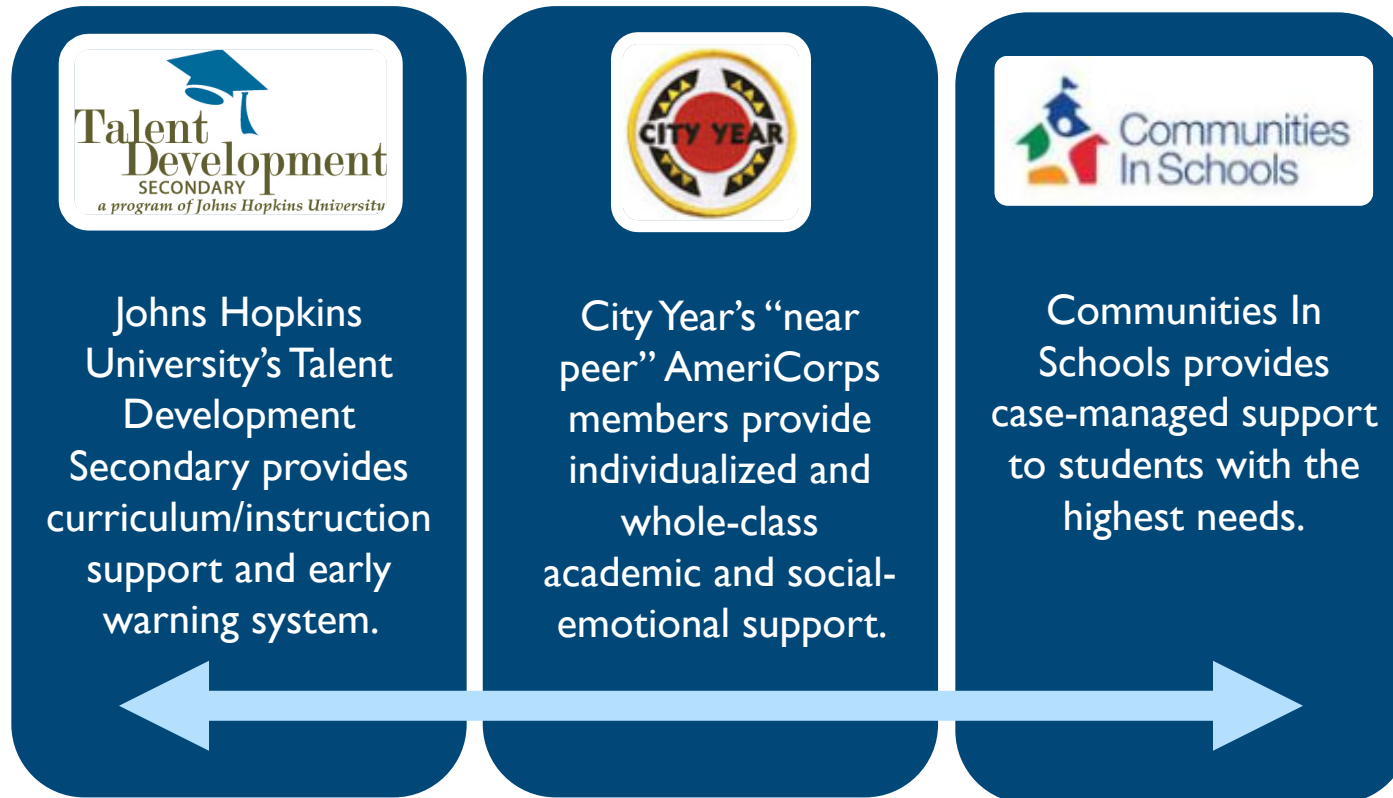 Talent
Development
SECONDARY
a program of Johns Hopkins University
Johns Hopkins
University’s Talent
Development
Secondary provides
curriculum/instruction
support and early
warning system.
CITY YEAR
City Year’s “near
peer” AmeriCorps
members provide
individualized and
whole-class
academic and social-
emotional support.
Communities
In Schools
Communities In
Schools provides
case-managed support
to students with the
highest needs.